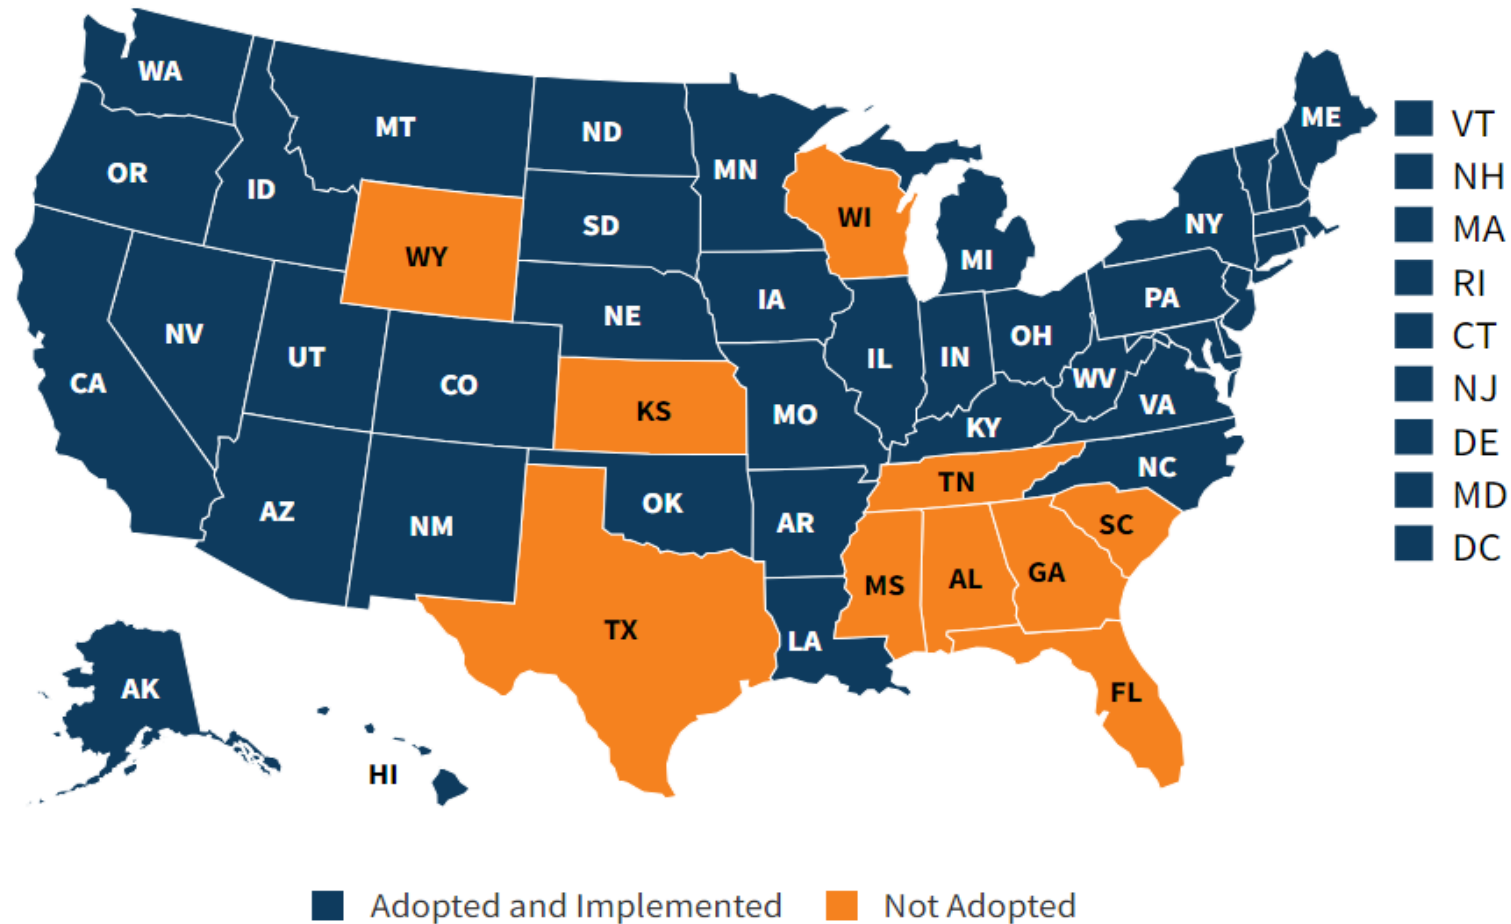 WA
ME
VT
MT
ND
OR
MN
NH
ID
WI
SD
NY
MA
WY
MI
RI
IA
PA
NE
NV
OH
CT
UT
IL
IN
CA
CO
WV
NJ
KS
MO
VA
KY
DE
NC
TN
MD
AZ
NM
OK
AR
SC
DC
MS
AL
GA
TX
LA
AK
FL
HI
Adopted and Implemented
Not Adopted